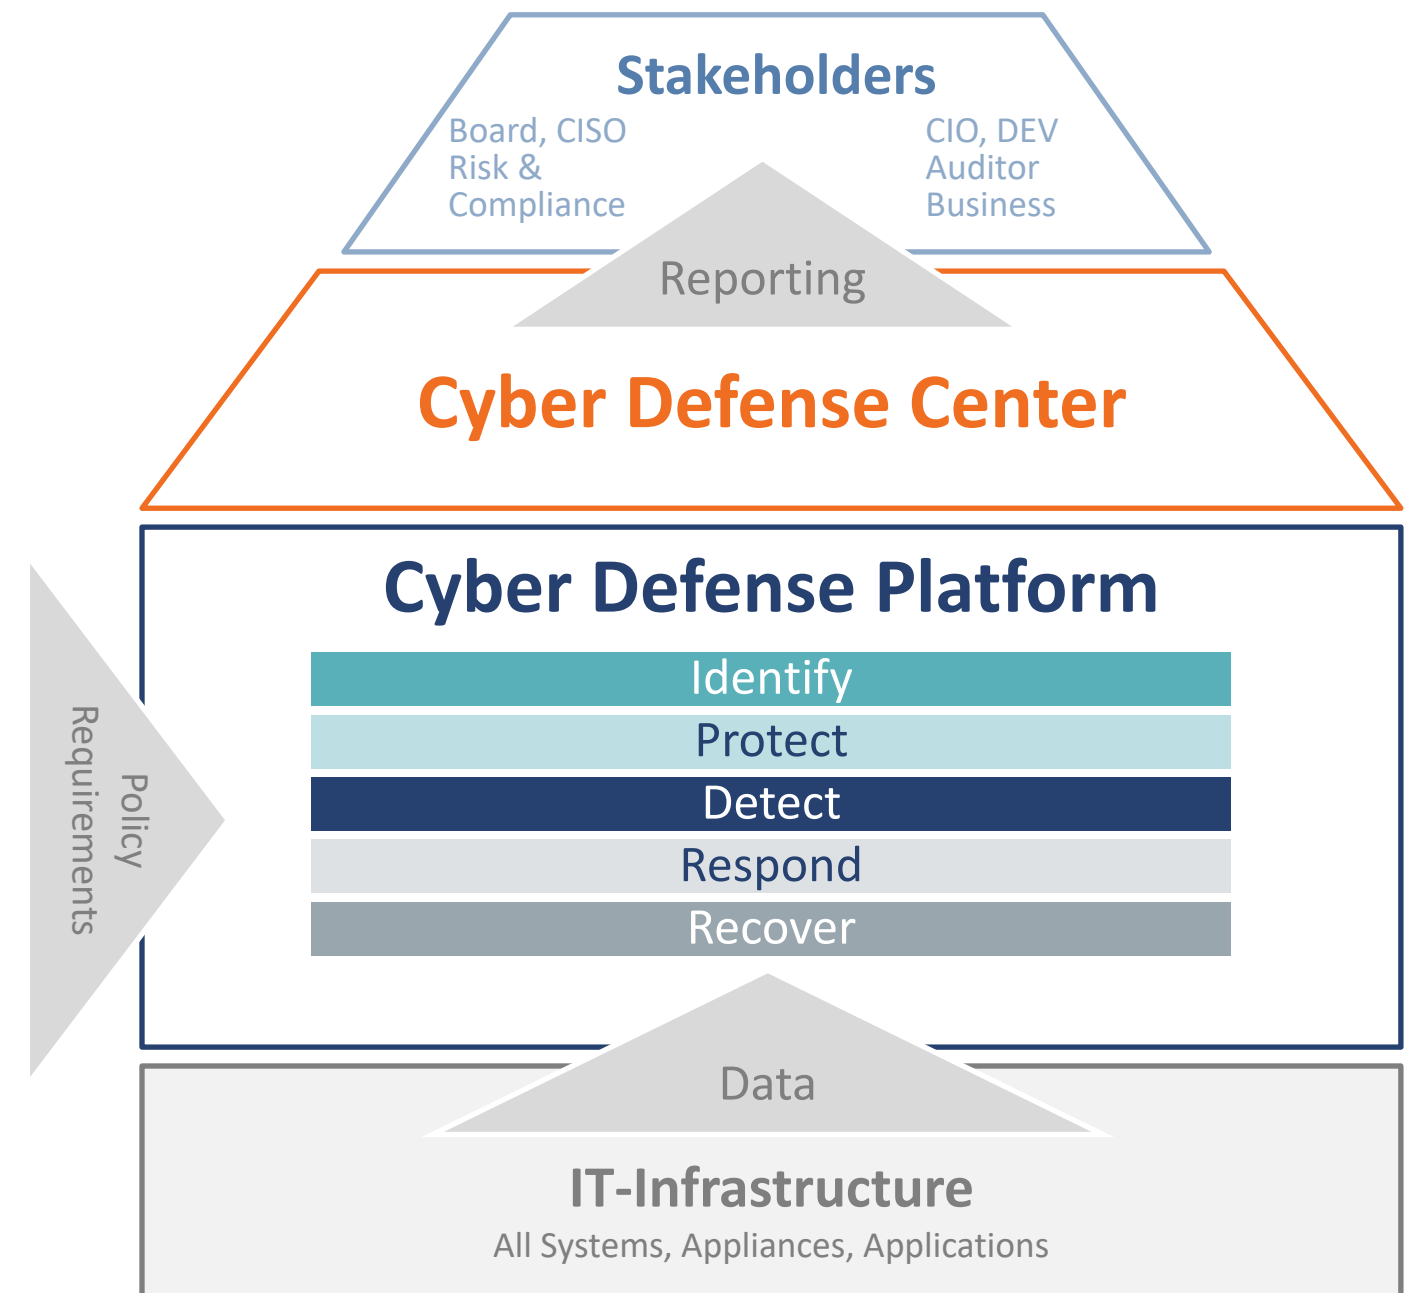 Stakeholders
Board, CISO
Risk &
Compliance
CIO, DEV
Auditor
Business
Reporting
Cyber Defense Center
Cyber Defense Platform
Identify
Protect
Detect
Respond
Recover
Policy
Requirements
Data
IT-Infrastructure
All Systems, Appliances, Applications